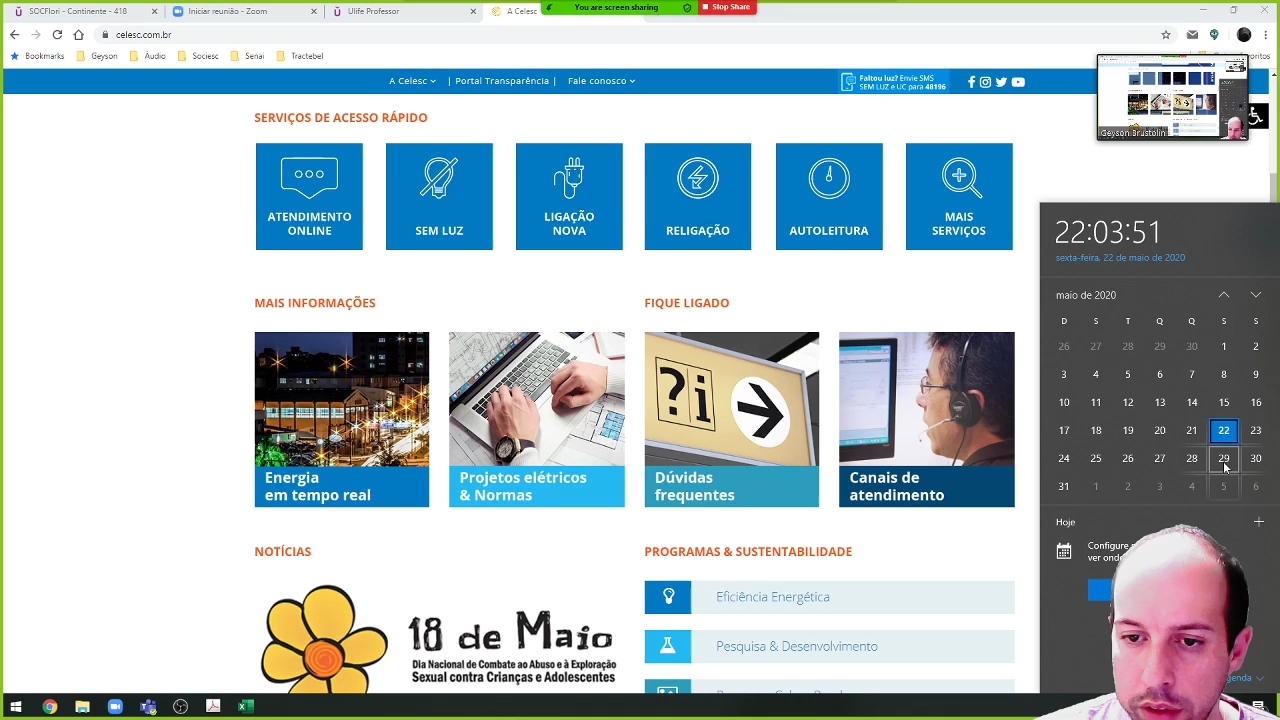 SOCFlori - Continente - 418
Iniciar reunião - Zoom
Ulife Professor
A Celesc
You are screen sharing
Stop Share
celesc.com.br
Bookmarks
Geyson
Áudio
Sociesc
Senai
Tractebel
A Celesc | Portal Transparência | Fale conosco
Faltou luz? Envie SMS
SEM LUZ e UC para 48196
Geyson Brustolin
SERVIÇOS DE ACESSO RÁPIDO
ATENDIMENTO
ONLINE
SEM LUZ
LIGAÇÃO
NOVA
RELIGAÇÃO
AUTOLEITURA
MAIS
SERVIÇOS
MAIS INFORMAÇÕES
FIQUE LIGADO
Energia
em tempo real
Projetos elétricos
& Normas
?i
Dúvidas
frequentes
Canais de
atendimento
NOTÍCIAS
18 de Maio
Dia Nacional de Combate ao Abuso e à Exploração
Sexual contra Crianças e Adolescentes
PROGRAMAS & SUSTENTABILIDADE
Eficiência Energética
Pesquisa & Desenvolvimento
22:03:51
sexta-feira, 22 de maio de 2020
maio de 2020
D S T Q Q S S
26 27 28 29 30 1 2
3 4 5 6 7 8 9
10 11 12 13 14 15 16
17 18 19 20 21 22 23
24 25 26 27 28 29 30
31 1 2 3 4 5 6
Hoje
Configure
ver onde